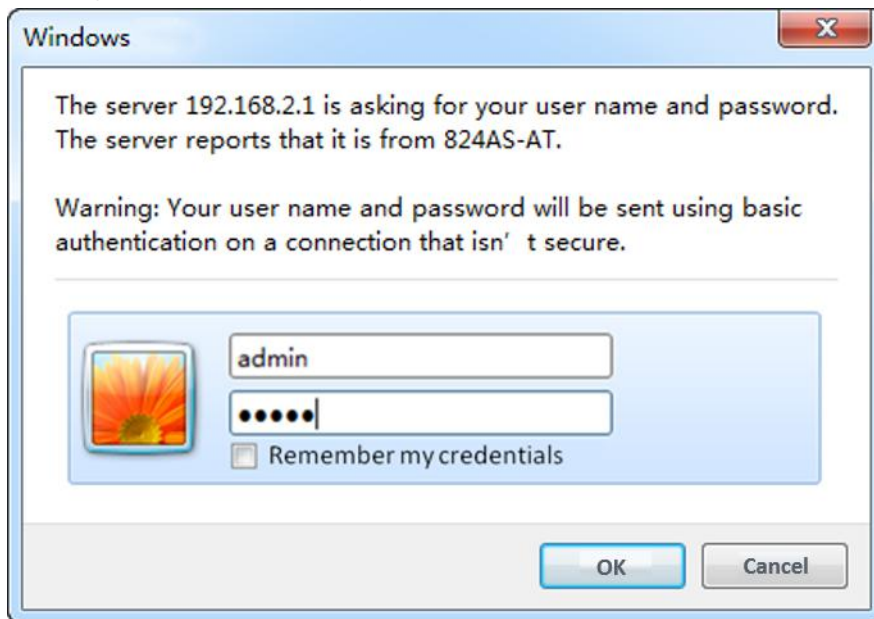 Windows
The server 192.168.2.1 is asking for your user name and password.
The server reports that it is from 824AS-AT.
Warning: Your user name and password will be sent using basic
authentication on a connection that isn' t secure.
admin
●●●●●
Remember my credentials
OK
Cancel